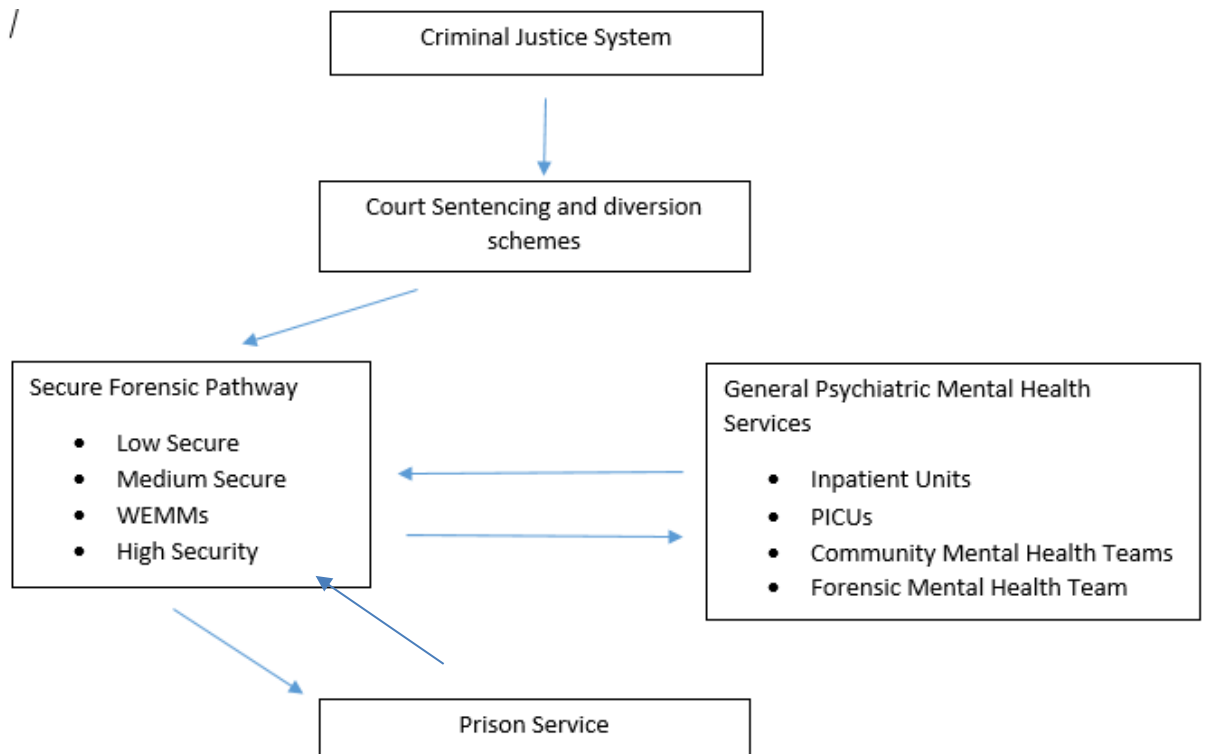 /
Criminal Justice System
Court Sentencing and diversion
schemes
Secure Forensic Pathway
• Low Secure
• Medium Secure
• WEMMs
• High Security
General Psychiatric Mental Health
Services
• Inpatient Units
• PICUs
• Community Mental Health Teams
• Forensic Mental Health Team
Prison Service